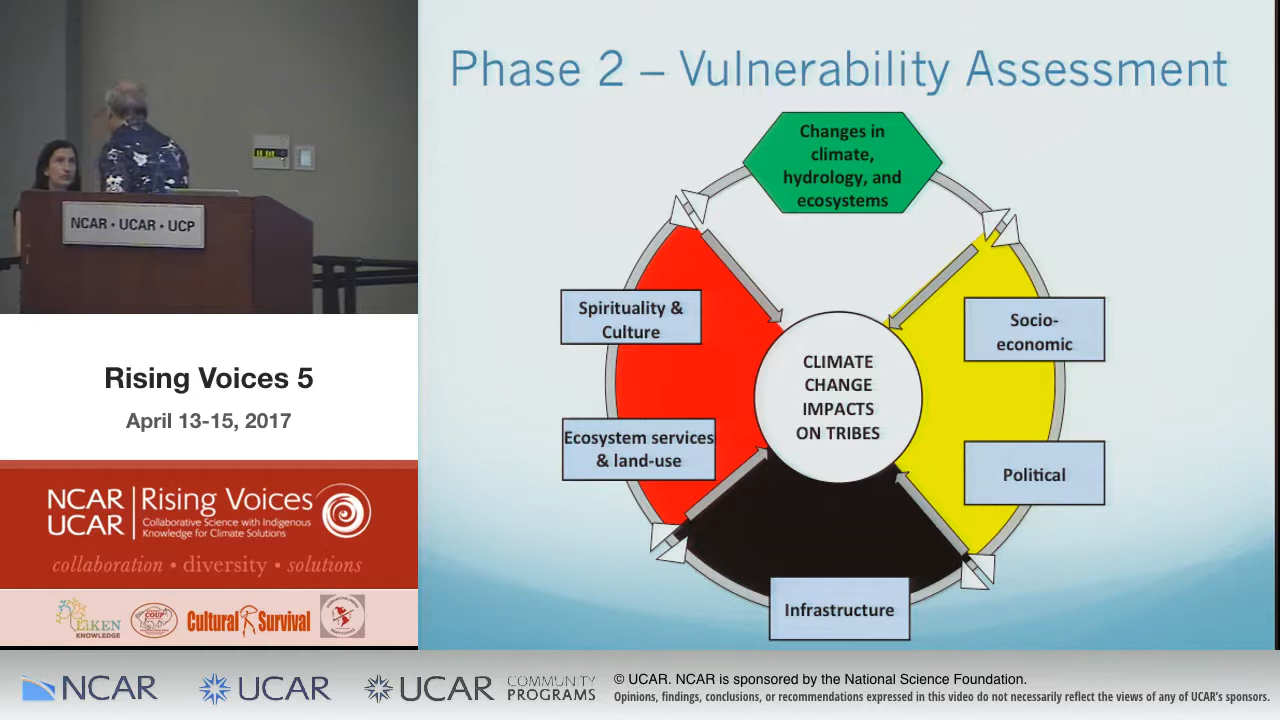 Phase 2 – Vulnerability Assessment
Changes in
climate,
hydrology, and
ecosystems
Spirituality &
Culture
Socio-
economic
CLIMATE
CHANGE
IMPACTS
ON TRIBES
Ecosystem services
& land-use
Political
Infrastructure
NCAR • UCAR • UCP
Rising Voices 5
April 13-15, 2017
NCAR
UCAR
Rising Voices
Collaborative Science with Indigenous
Knowledge for Climate Solutions
collaboration • diversity • solutions
LiKEN
KNOWLEDGE
COUP
Cultural Survival
NCAR
UCAR
UCAR
COMMUNITY
PROGRAMS
© UCAR. NCAR is sponsored by the National Science Foundation.
Opinions, findings, conclusions, or recommendations expressed in this video do not necessarily reflect the views of any of UCAR's sponsors.